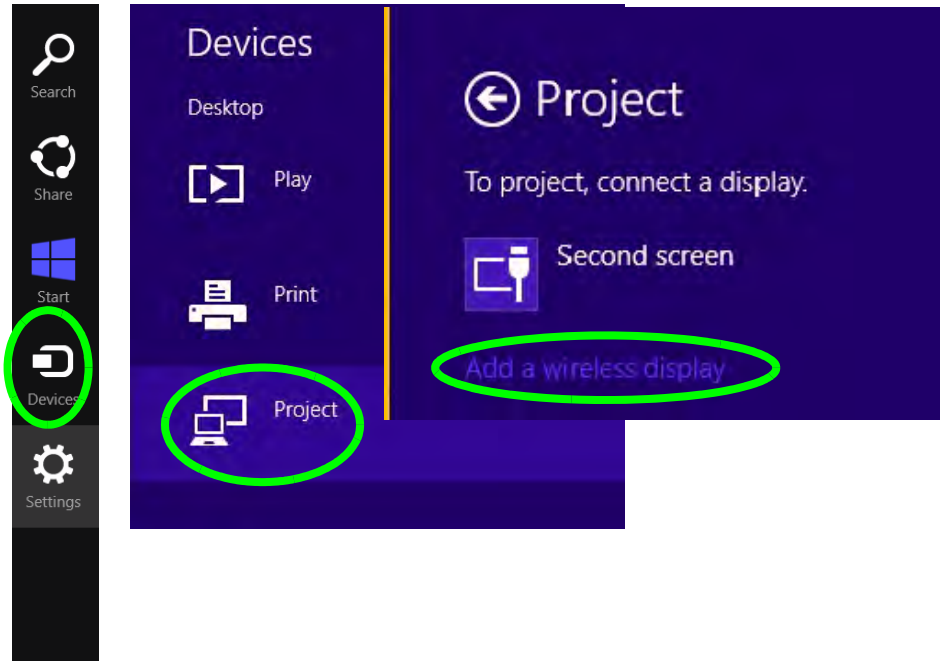 Search
Share
Start
Devices
Settings
Devices
Desktop
Play
Print
Project
Project
To project, connect a display.
Second screen
Add a wireless display